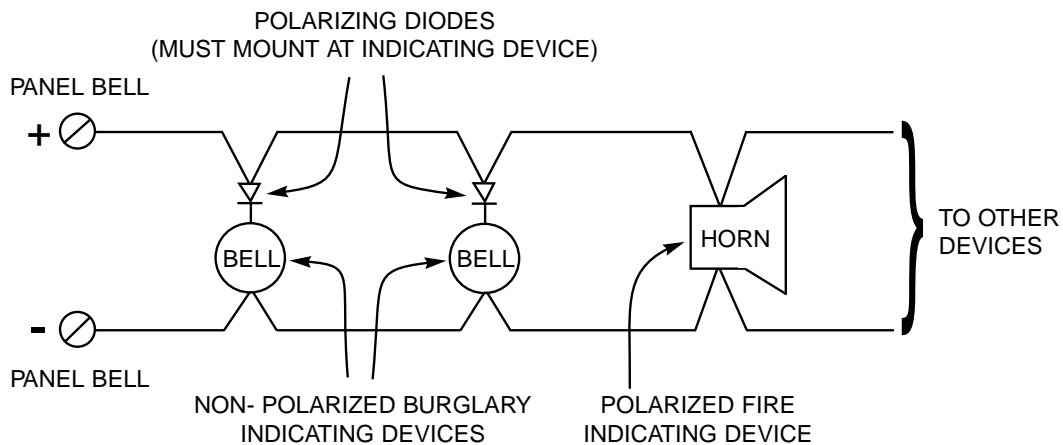 POLARIZING DIODES
(MUST MOUNT AT INDICATING DEVICE)
PANEL BELL
+
BELL
BELL
HORN
TO OTHER
DEVICES
-
PANEL BELL
NON- POLARIZED BURGLARY
INDICATING DEVICES
POLARIZED FIRE
INDICATING DEVICE